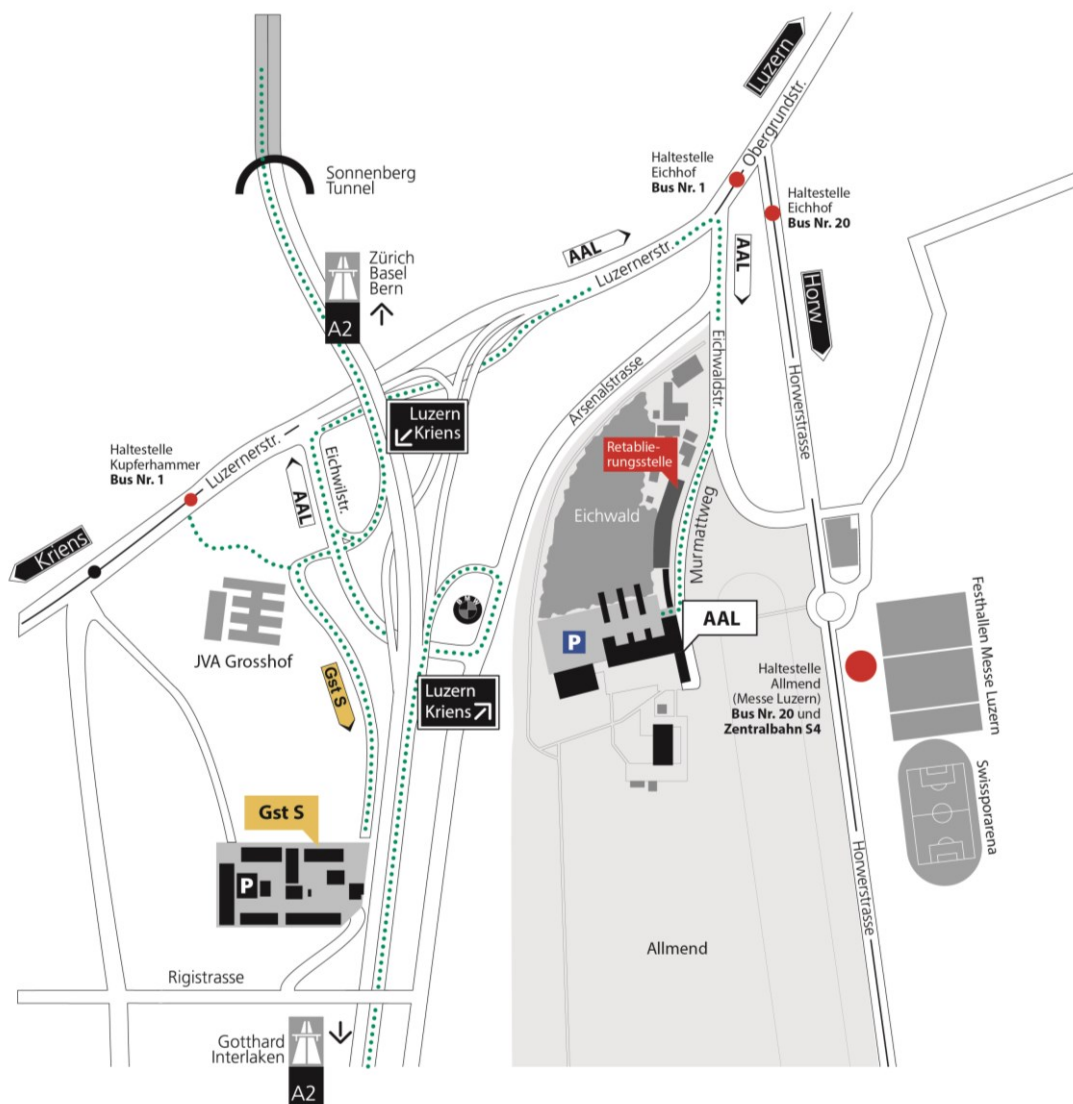 Luzern
Obergrundstr.
Sonnenberg
Tunnel
Haltestelle
Eichhof
Bus Nr. 1
Haltestelle
Eichhof
Bus Nr. 20
AAL
Luzernerstr.
AAL
Zürich
Basel
Bern
A2
Horw
Eichwaldstr.
Horwerstrasse
Arsenalstrasse
Luzern
Kriens
Haltestelle
Kupferhammer
Bus Nr. 1
Luzernerstr.
Eichwilstr.
AAL
Retablie-
rungsstelle
Eichwald
Murmattweg
Kriens
BMW
JVA Grosshof
P
AAL
Festhallen Messe Luzern
Gst S
Luzern
Kriens
Haltestelle
Allmend
(Messe Luzern)
Bus Nr. 20 und
Zentralbahn S4
Swissporarena
Gst S
P
Horwerstrasse
Allmend
Rigistrasse
Gotthard
Interlaken
A2